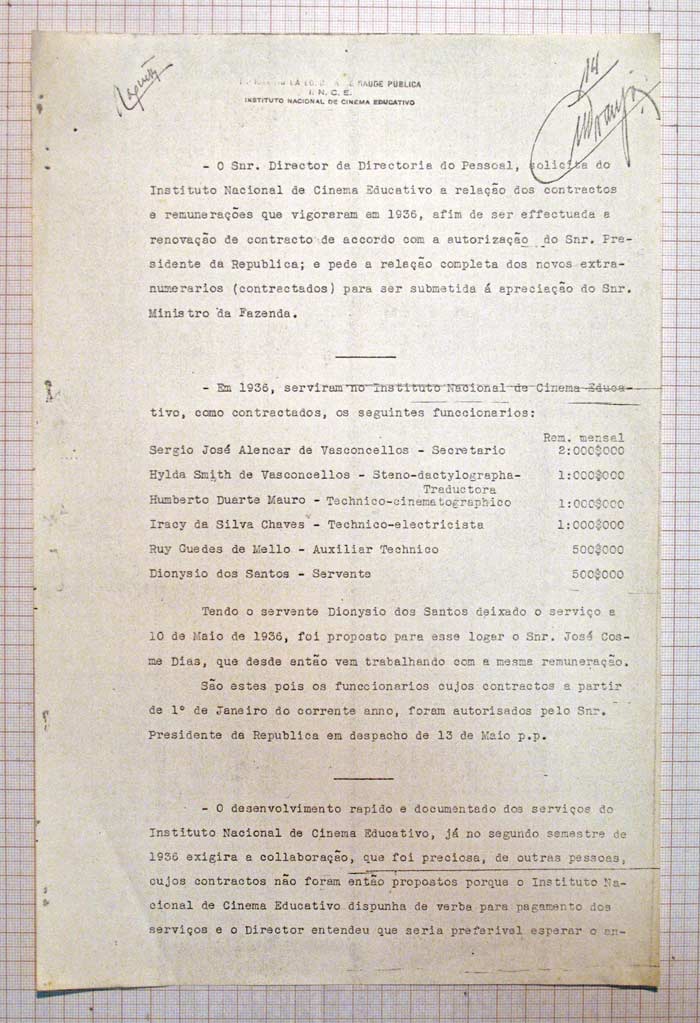 SAUDE PUBLICA
I. N. C. E.
INSTITUTO NACIONAL DE CINEMA EDUCATIVO
14
- O Snr. Director da Directoria do Pessoal, solicita do
Instituto Nacional de Cinema Educativo a relação dos contractos
e remunerações que vigoraram em 1936, afim de ser effectuada a
renovação de contracto de accordo com a autorização do Snr. Pre-
sidente da Republica; e pede a relação completa dos novos extra-
numerarios (contractados) para ser submetida á apreciação do Snr.
Ministro da Fazenda.
- Em 1936, serviram no Instituto Nacional de Cinema Educa-
tivo, como contractados, os seguintes funccionarios:
Rem. mensal
Sergio José Alencar de Vasconcellos - Secretario 2:000$000
Hylda Smith de Vasconcellos - Steno-dactylographa- 1:000$000
Traductora
Humberto Duarte Mauro - Technico-cinematographico 1:000$000
Iracy da Silva Chaves - Technico-electricista 1:000$000
Ruy Guedes de Mello - Auxiliar Technico 500$000
Dionysio dos Santos - Servente 500$000
Tendo o servente Dionysio dos Santos deixado o serviço a
10 de Maio de 1936, foi proposto para esse logar o Snr. José Cos-
me Dias, que desde então vem trabalhando com a mesma remuneração.
São estes pois os funccionarios cujos contractos a partir
de 1º de Janeiro do corrente anno, foram autorisados pelo Snr.
Presidente da Republica em despacho de 13 de Maio p.p.
- O desenvolvimento rapido e documentado dos serviços do
Instituto Nacional de Cinema Educativo, já no segundo semestre de
1936 exigira a collaboração, que foi preciosa, de outras pessoas,
cujos contractos não foram então propostos porque o Instituto Na-
cional de Cinema Educativo dispunha de verba para pagamento dos
serviços e o Director entendeu que seria preferivel esperar o an-